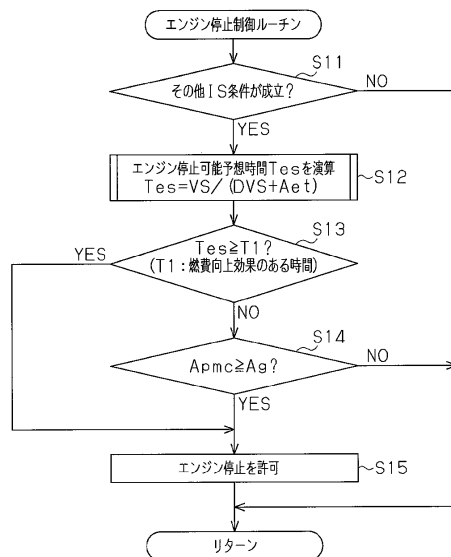 エンジン停止制御ルーチン
S11
その他IS条件が成立?
NO
YES
エンジン停止可能予想時間Tesを演算
Tes=VS/(DVS+Aet)
S12
S13
YES
Tes≧T1?
(T1:燃費向上効果のある時間)
NO
S14
Apmc≧Ag?
NO
YES
エンジン停止を許可
S15
リターン